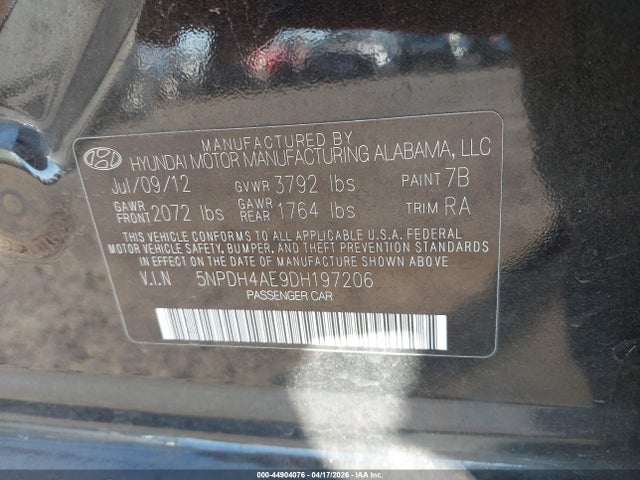 MANUFACTURED BY
HYUNDAI MOTOR MANUFACTURING ALABAMA, LLC
Jul/09/12 GVWR 3792 lbs PAINT 7B
GAWR FRONT 2072 lbs GAWR REAR 1764 lbs TRIM RA
THIS VEHICLE CONFORMS TO ALL APPLICABLE U.S.A. FEDERAL
MOTOR VEHICLE SAFETY, BUMPER, AND THEFT PREVENTION STANDARDS
IN EFFECT ON THE DATE OF MANUFACTURE SHOWN ABOVE
V.I.N 5NPDH4AE9DH197206
PASSENGER CAR
000-44904076 - 04/17/2026 - IAA Inc.